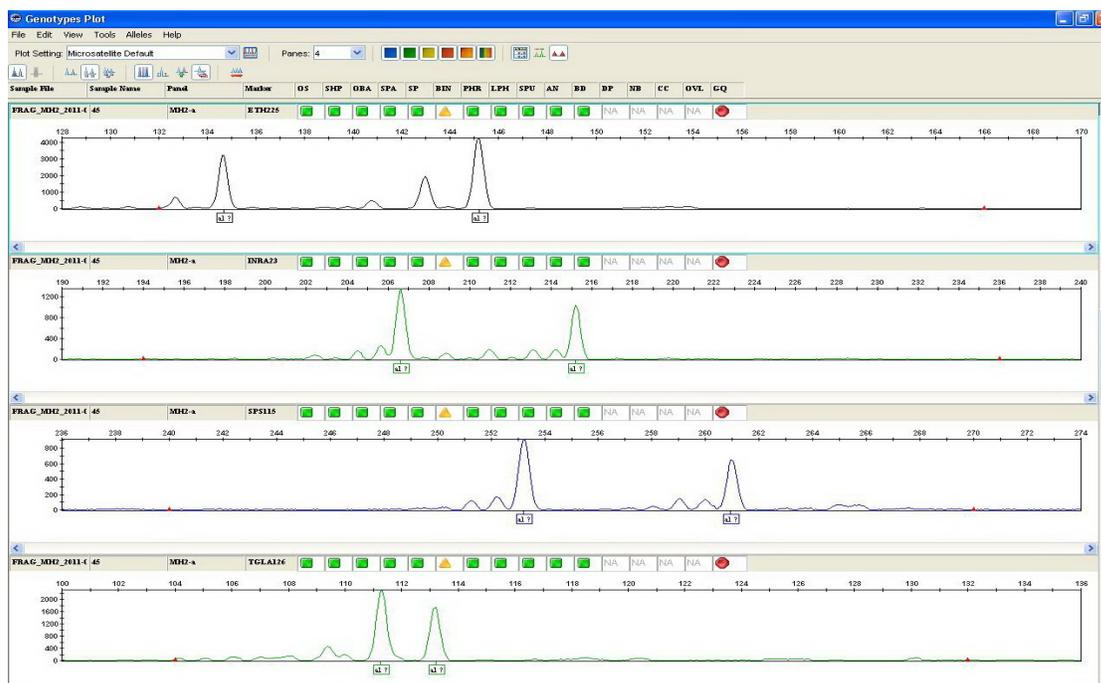 Genotypes Plot
File Edit View Tools Alleles Help
Plot Setting: Microsatellite Default Panes: 4
Sample File Sample Name Panel Marker OS SHP OBA SPA SP BIN PHR LPH SPU AN BD DP NB CC OVL GQ
FRAG_MH2_2011-( 45 MH2-a ETH225 NA NA NA NA
128 130 132 134 136 138 140 142 144 146 148 150 152 154 156 158 160 162 164 166 168 170
4000
3000
2000
1000
0
al ? al ?
FRAG_MH2_2011-( 45 MH2-a INRA23 NA NA NA NA
190 192 194 196 198 200 202 204 206 208 210 212 214 216 218 220 222 224 226 228 230 232 234 236 238 240
1200
800
400
0
al ? al ?
FRAG_MH2_2011-( 45 MH2-a SPS115 NA NA NA NA
236 238 240 242 244 246 248 250 252 254 256 258 260 262 264 266 268 270 272 274
800
600
400
200
0
al ? al ?
FRAG_MH2_2011-( 45 MH2-a TGLA126 NA NA NA NA
100 102 104 106 108 110 112 114 116 118 120 122 124 126 128 130 132 134 136
2000
1600
1200
800
400
0
al ? al ?